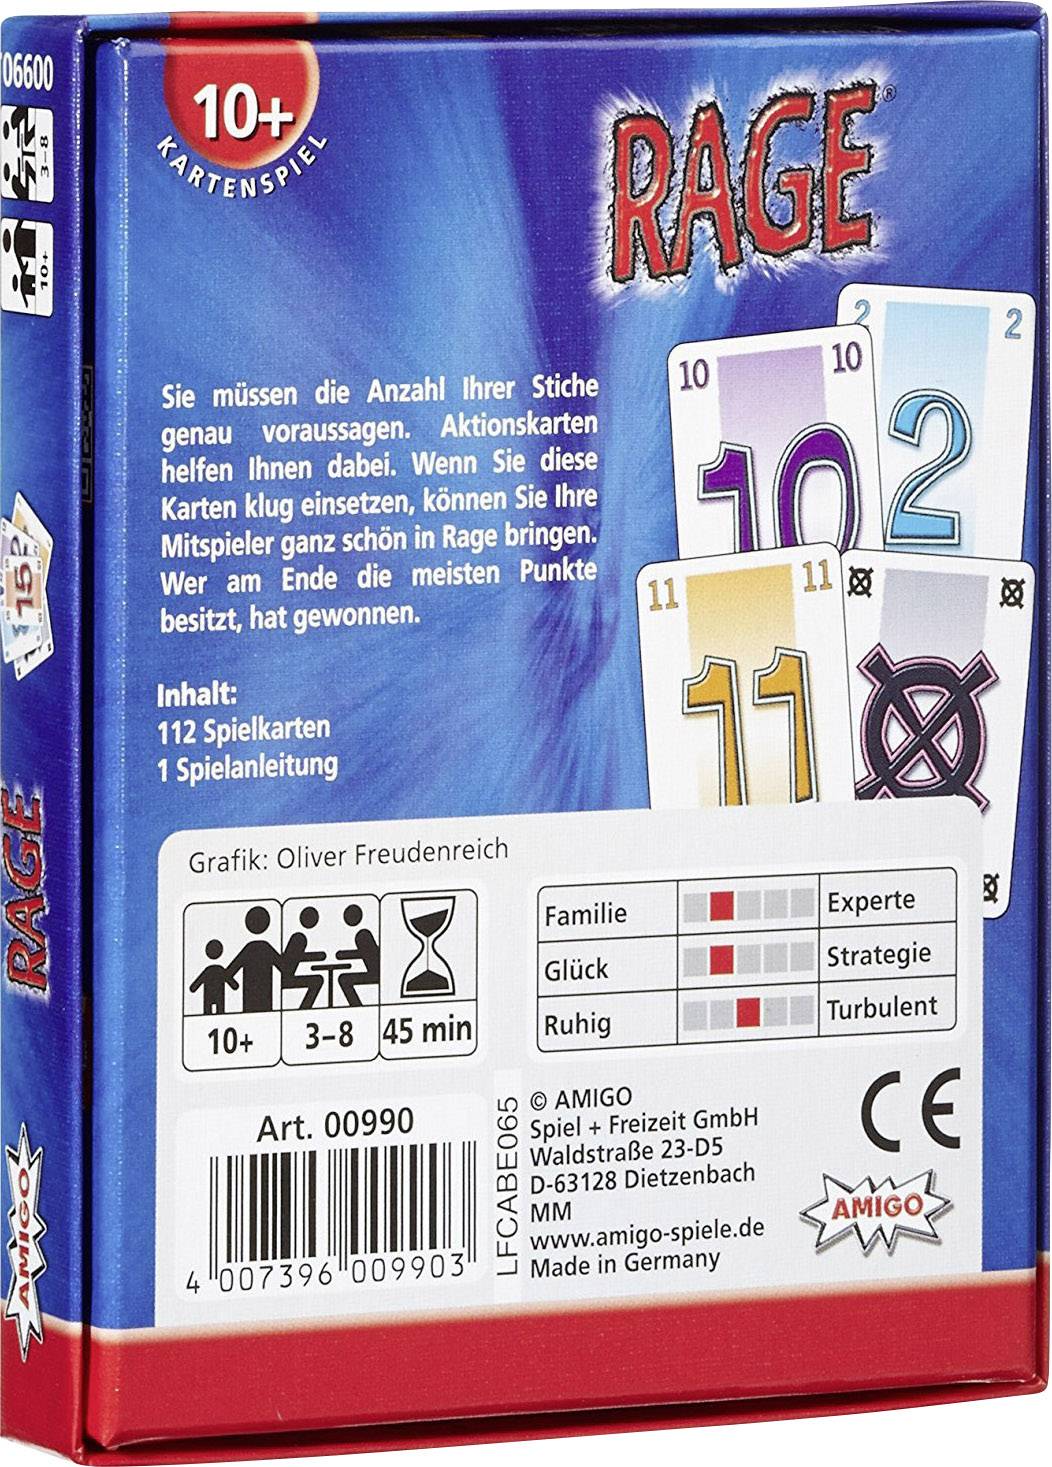 06600
3-8
10+
15
RAGE
AMIGO
10+
KARTENSPIEL
RAGE®
2
2
2
10
10
10
11
11
11
Sie müssen die Anzahl Ihrer Stiche
genau voraussagen. Aktionskarten
helfen Ihnen dabei. Wenn Sie diese
Karten klug einsetzen, können Sie Ihre
Mitspieler ganz schön in Rage bringen.
Wer am Ende die meisten Punkte
besitzt, hat gewonnen.
Inhalt:
112 Spielkarten
1 Spielanleitung
Grafik: Oliver Freudenreich
10+ 3–8 45 min
Familie Experte
Glück Strategie
Ruhig Turbulent
Art. 00990
4 007396 009903
LFCABE065
© AMIGO
Spiel + Freizeit GmbH
Waldstraße 23-D5
D-63128 Dietzenbach
MM
www.amigo-spiele.de
Made in Germany
CE
AMIGO